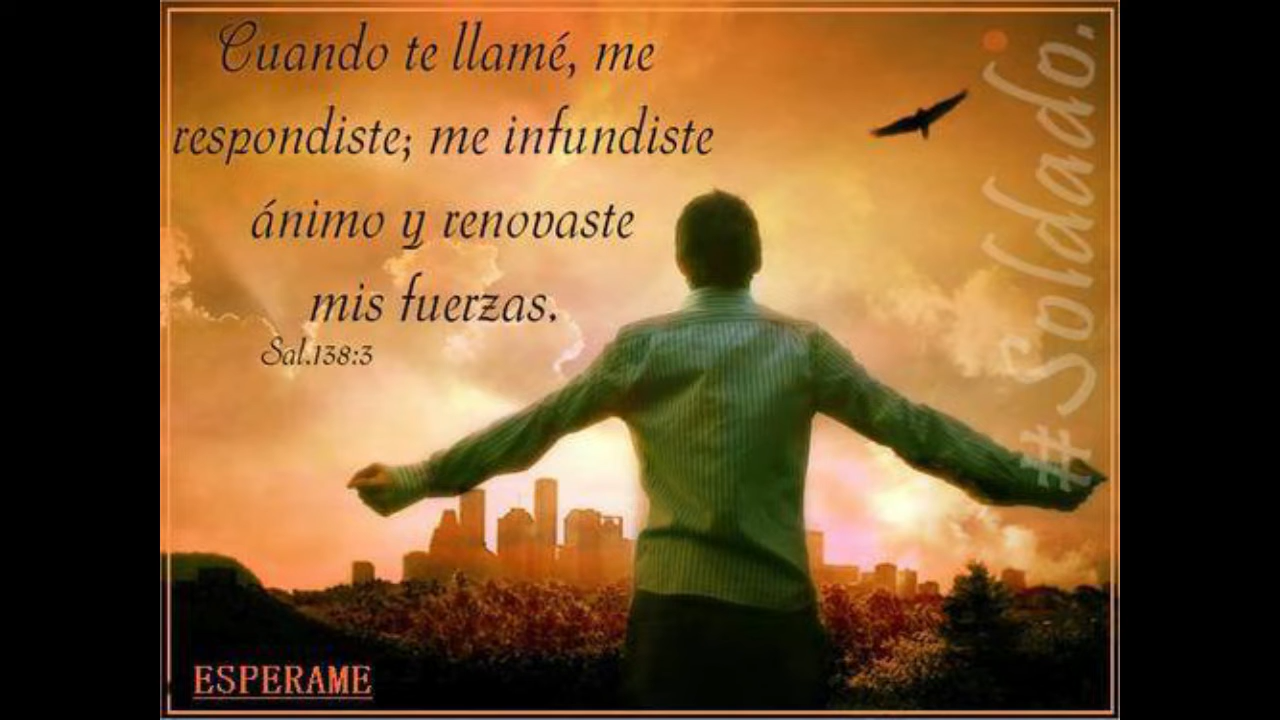 Cuando te llamé, me
respondiste; me infundiste
ánimo y renovaste
mis fuerzas.
Sal.138:3
#Soldado.
ESPERAME